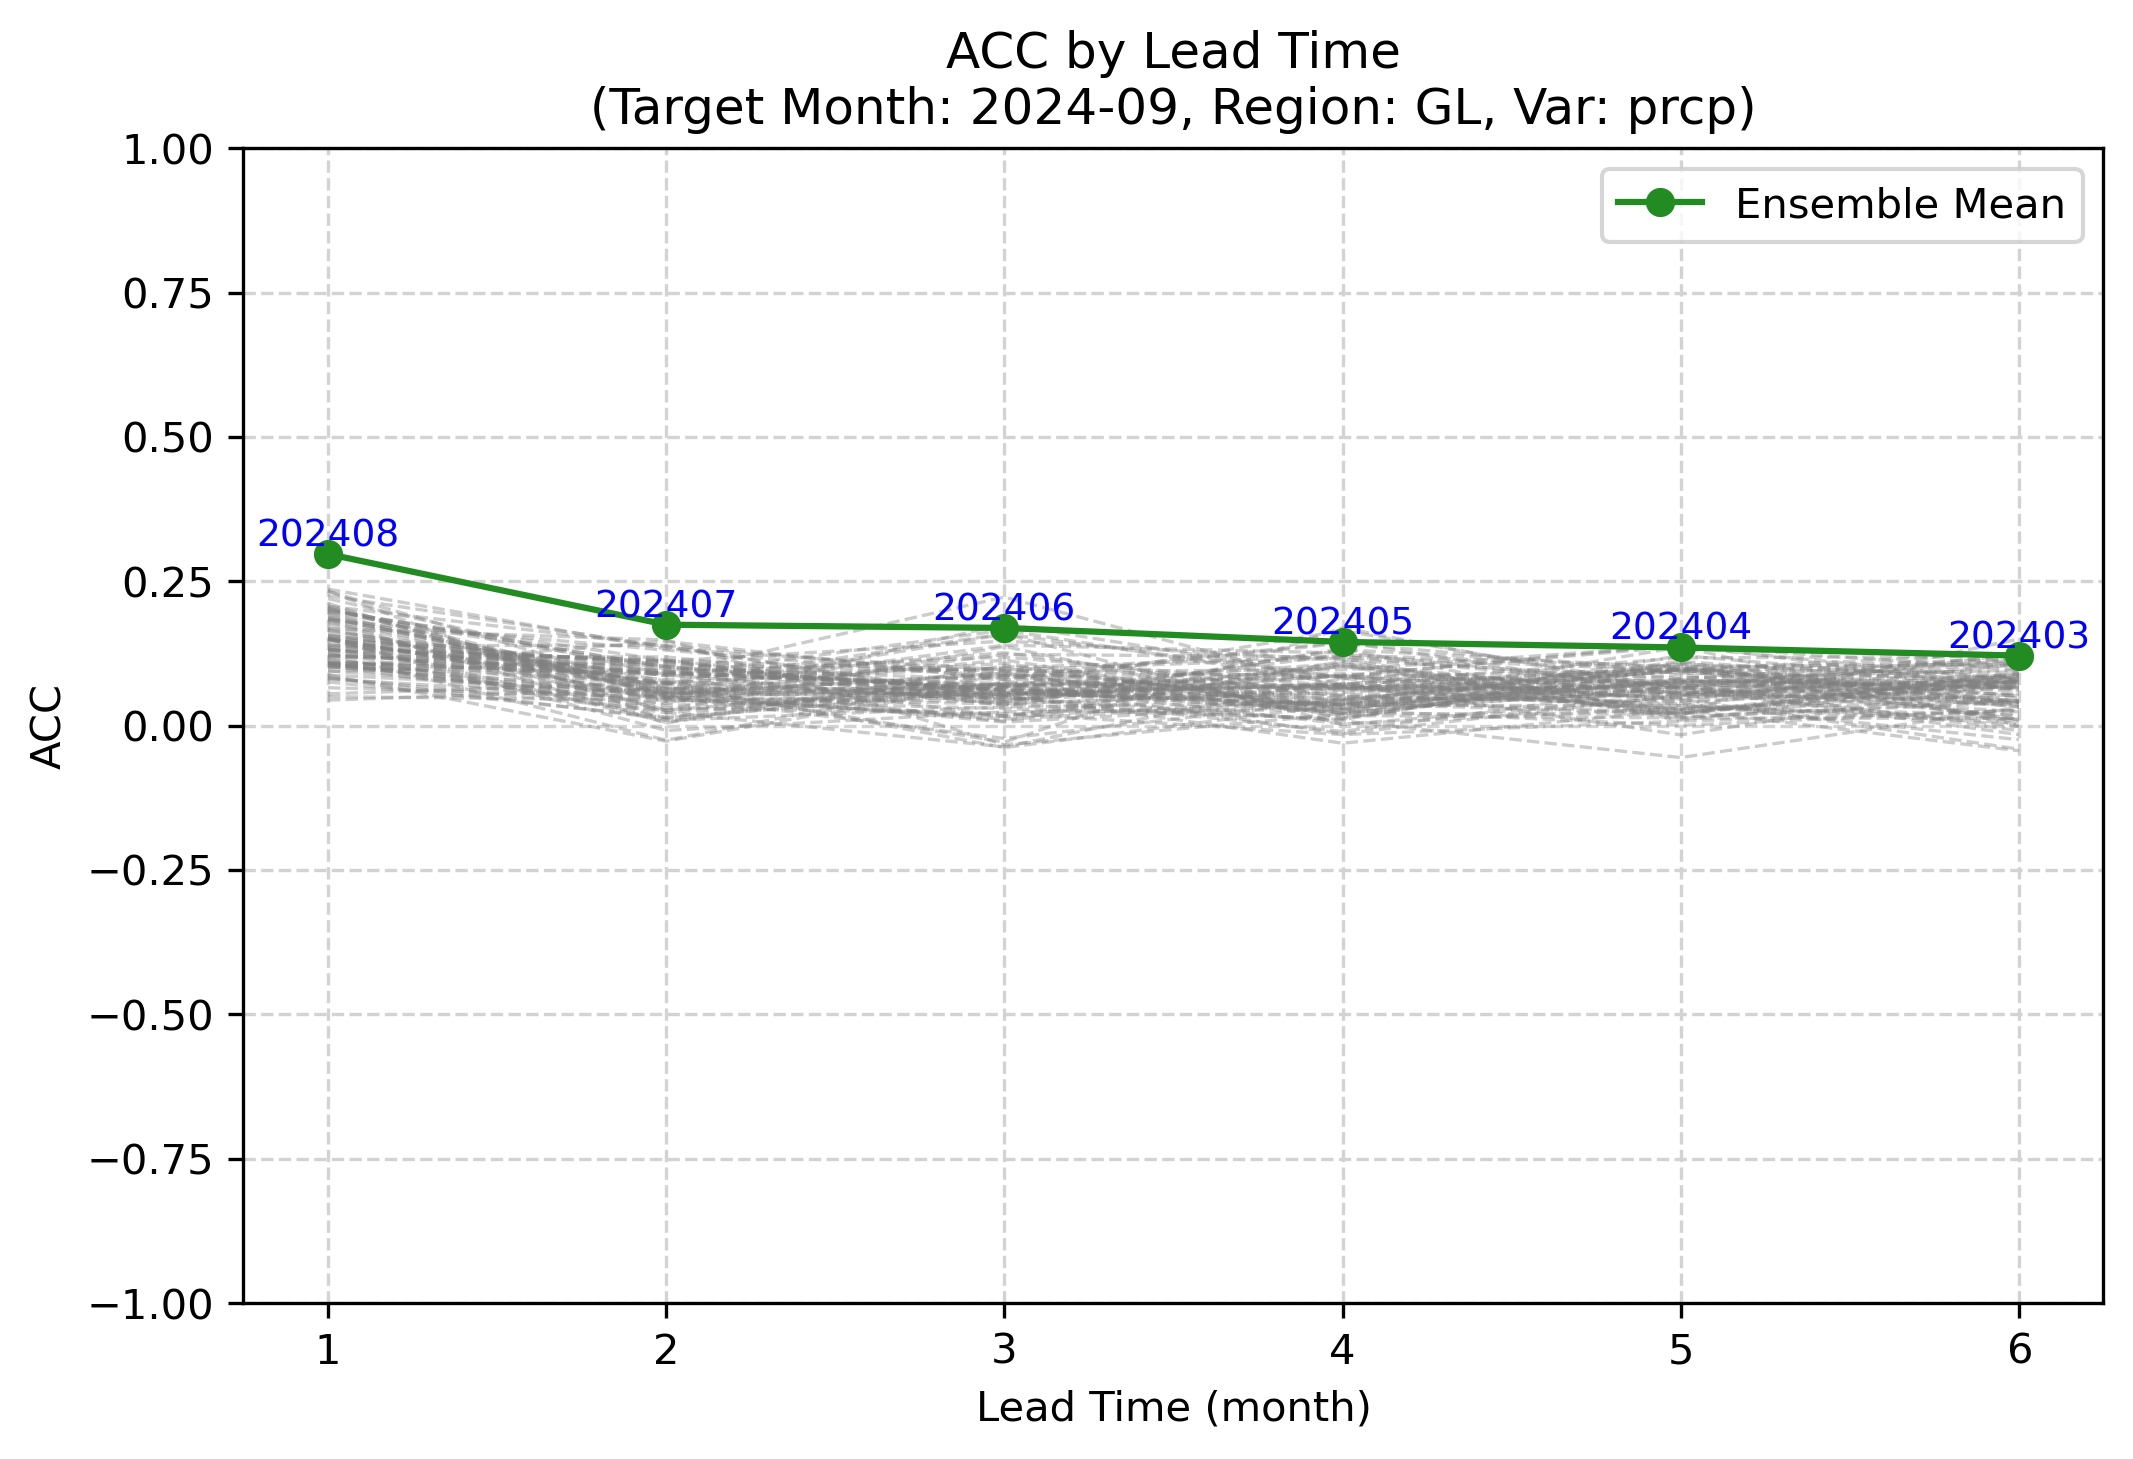 ACC by Lead Time
(Target Month: 2024-09, Region: GL, Var: prcp)
Ensemble Mean
1.00
0.75
0.50
0.25
0.00
−0.25
−0.50
−0.75
−1.00
ACC
202408
202407
202406
202405
202404
202403
1 2 3 4 5 6
Lead Time (month)